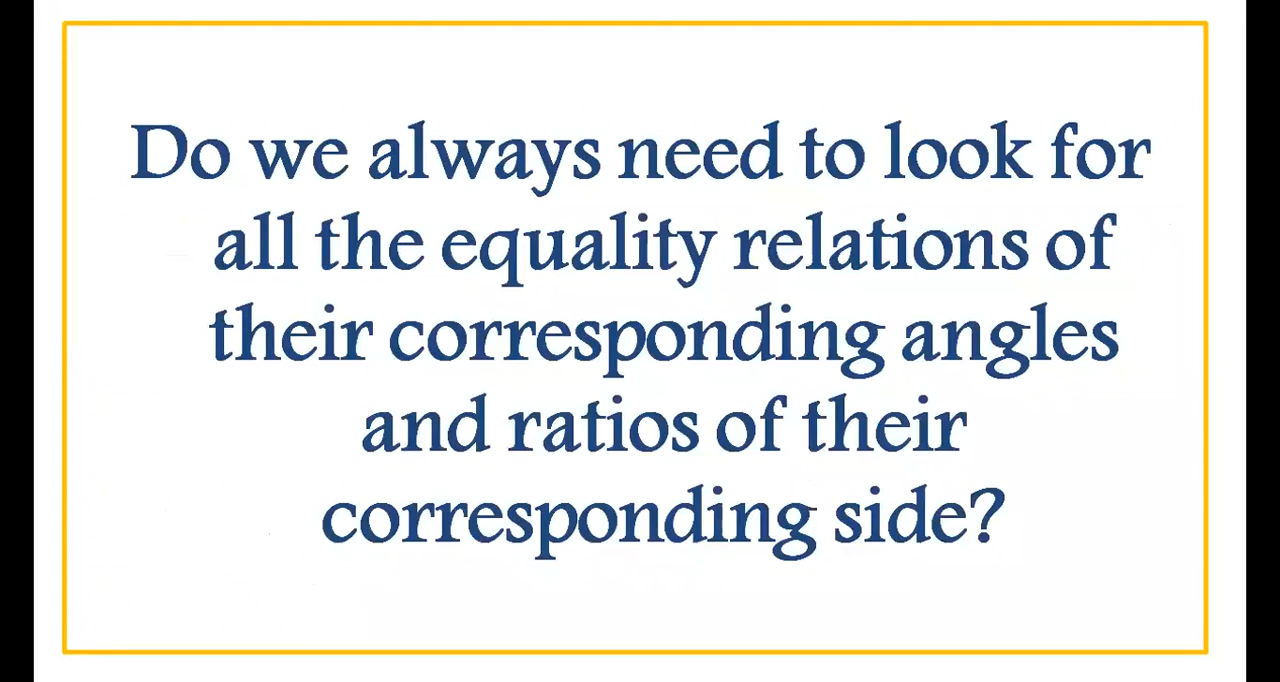 Do we always need to look for
all the equality relations of
their corresponding angles
and ratios of their
corresponding side?